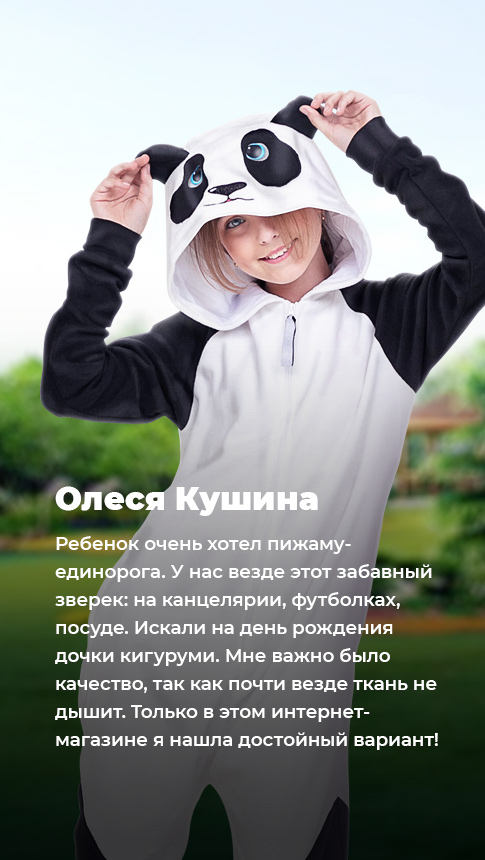 Олеся Кушина
Ребенок очень хотел пижаму-
единорога. У нас везде этот забавный
зверек: на канцелярии, футболках,
посуде. Искали на день рождения
дочки кигуруми. Мне важно было
качество, так как почти везде ткань не
дышит. Только в этом интернет-
магазине я нашла достойный вариант!